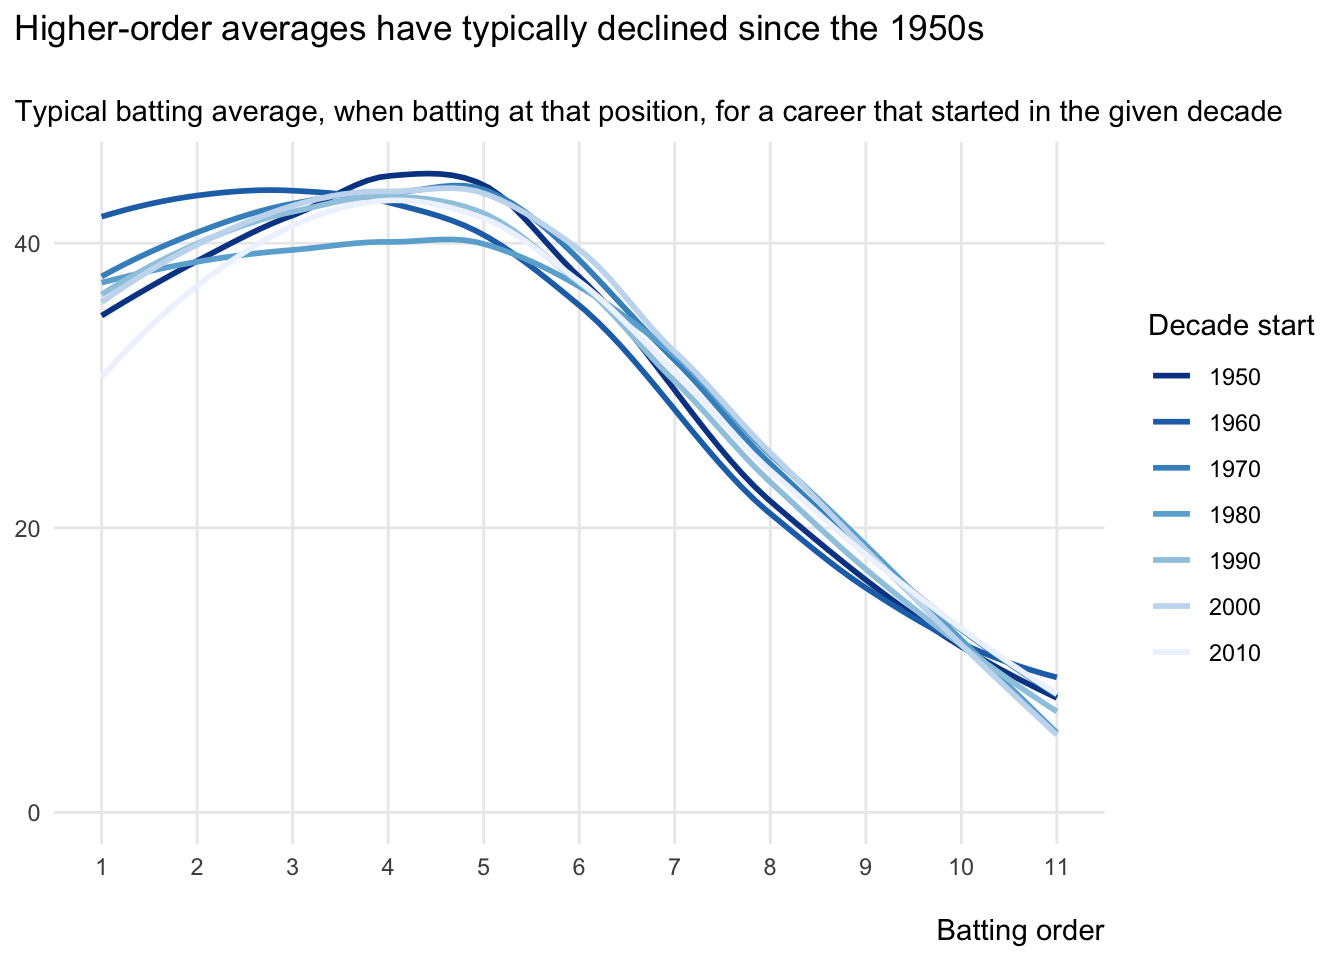 Higher-order averages have typically declined since the 1950s
Typical batting average, when batting at that position, for a career that started in the given decade
40
20
0
1 2 3 4 5 6 7 8 9 10 11
Batting order
Decade start
1950
1960
1970
1980
1990
2000
2010